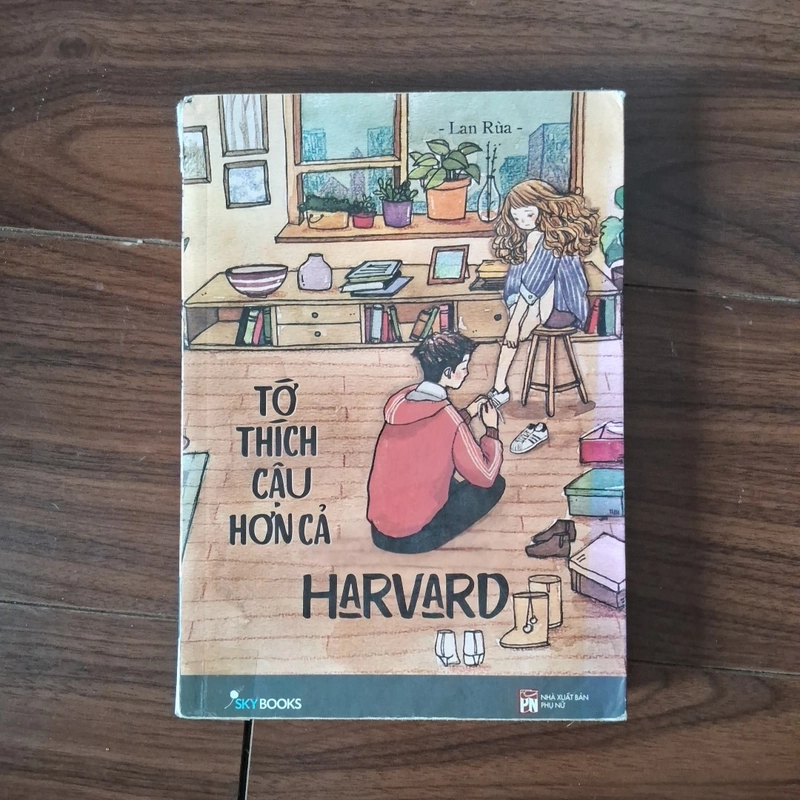 - Lan Rùa -
TỚ
THÍCH
CẬU
HƠN CẢ
HARVARD
SKYBOOKS
PN
NHÀ XUẤT BẢN
PHỤ NỮ